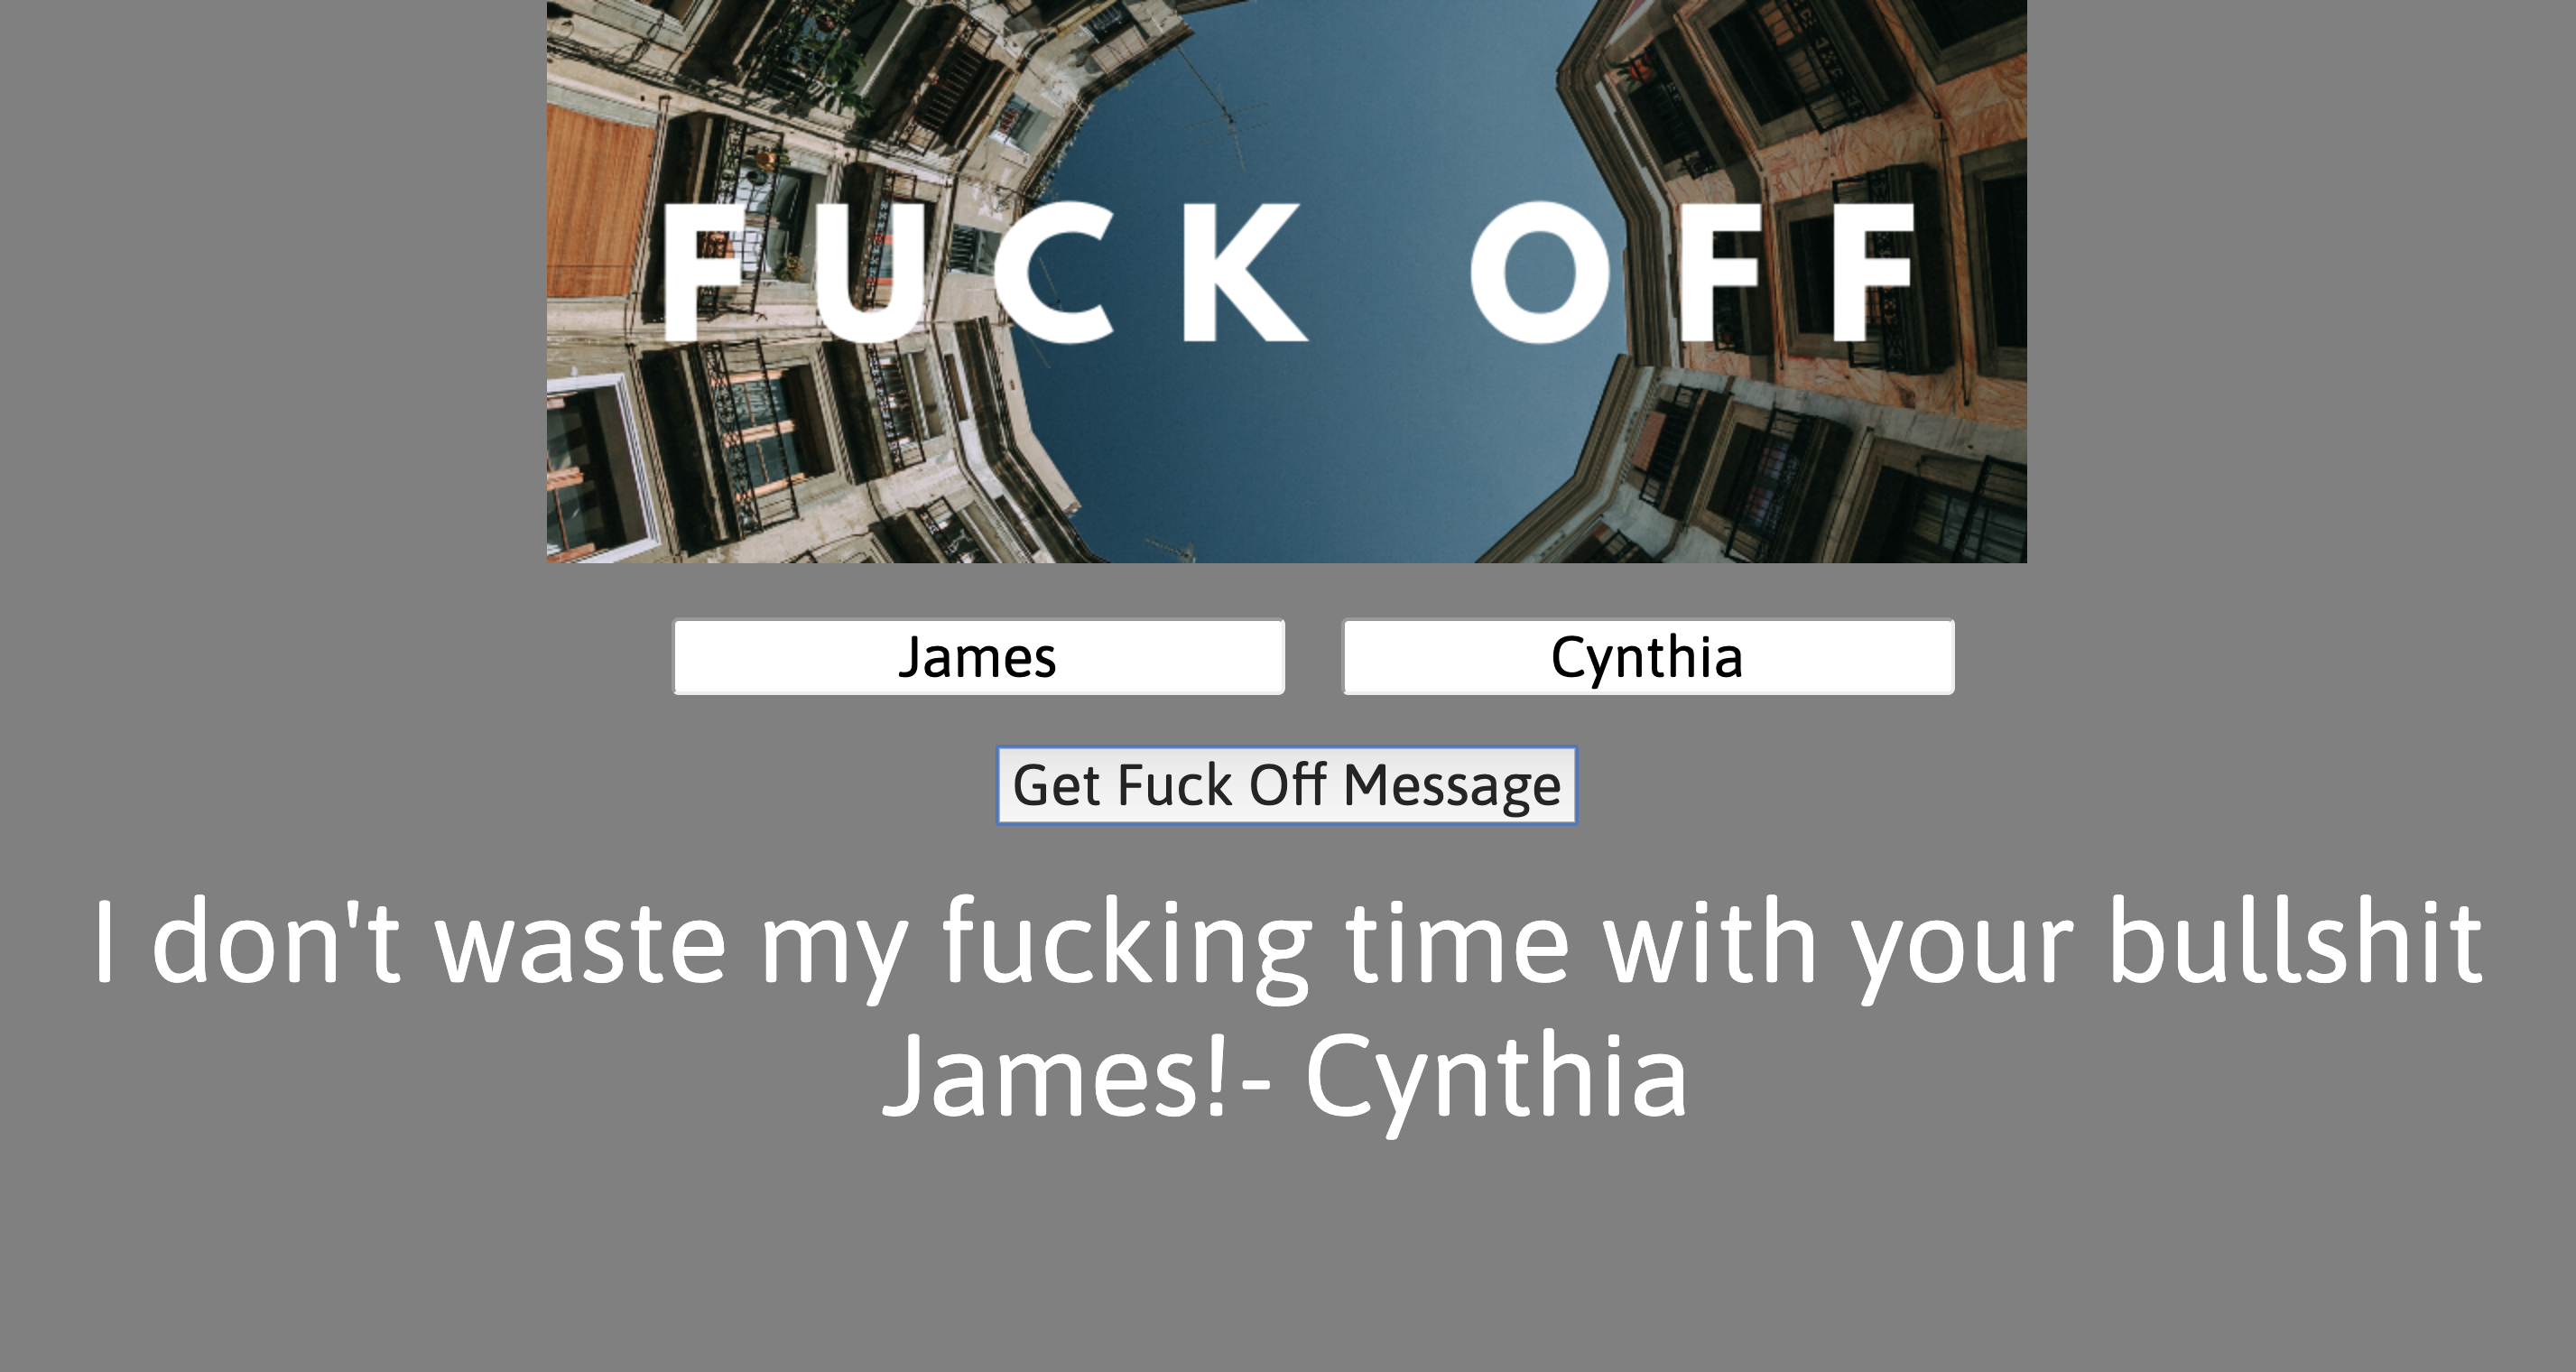 FUCK OFF
James Cynthia
Get Fuck Off Message
I don't waste my fucking time with your bullshit
James!- Cynthia